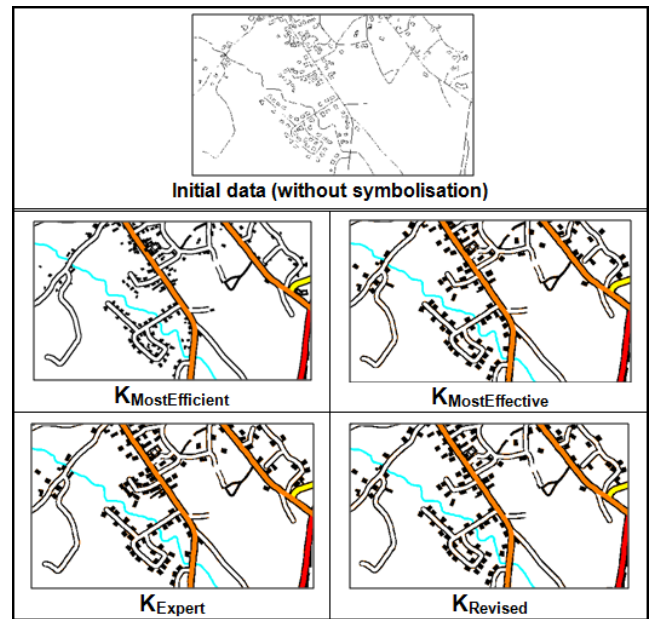 Initial data (without symbolisation)
KMostEfficient
KMostEffective
KExpert
KRevised